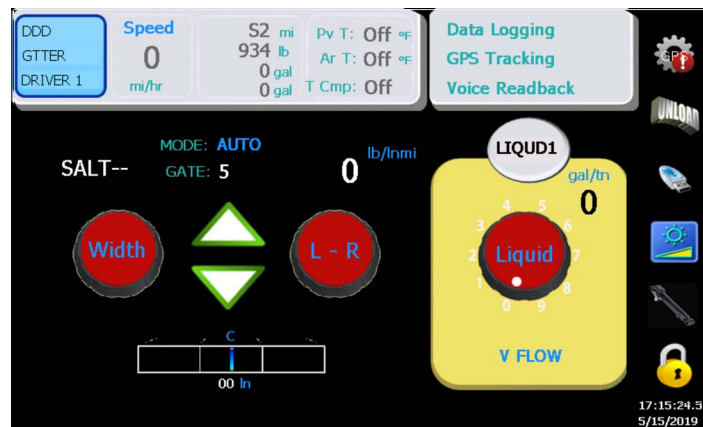 DDD
GTTER
DRIVER 1
Speed
0
mi/hr
S2 mi
934 lb
0 gal
0 gal
Pv T: Off °F
Ar T: Off °F
T Cmp: Off
Data Logging
GPS Tracking
Voice Readback
GPS
UNLOAD
MODE: AUTO
SALT--
GATE: 5
0 lb/lnmi
LIQUD1
gal/tn
0
Width
L - R
Liquid
0 1 2 3 4 5 6 7 8 9
V FLOW
C
00 In
17:15:24.5
5/15/2019